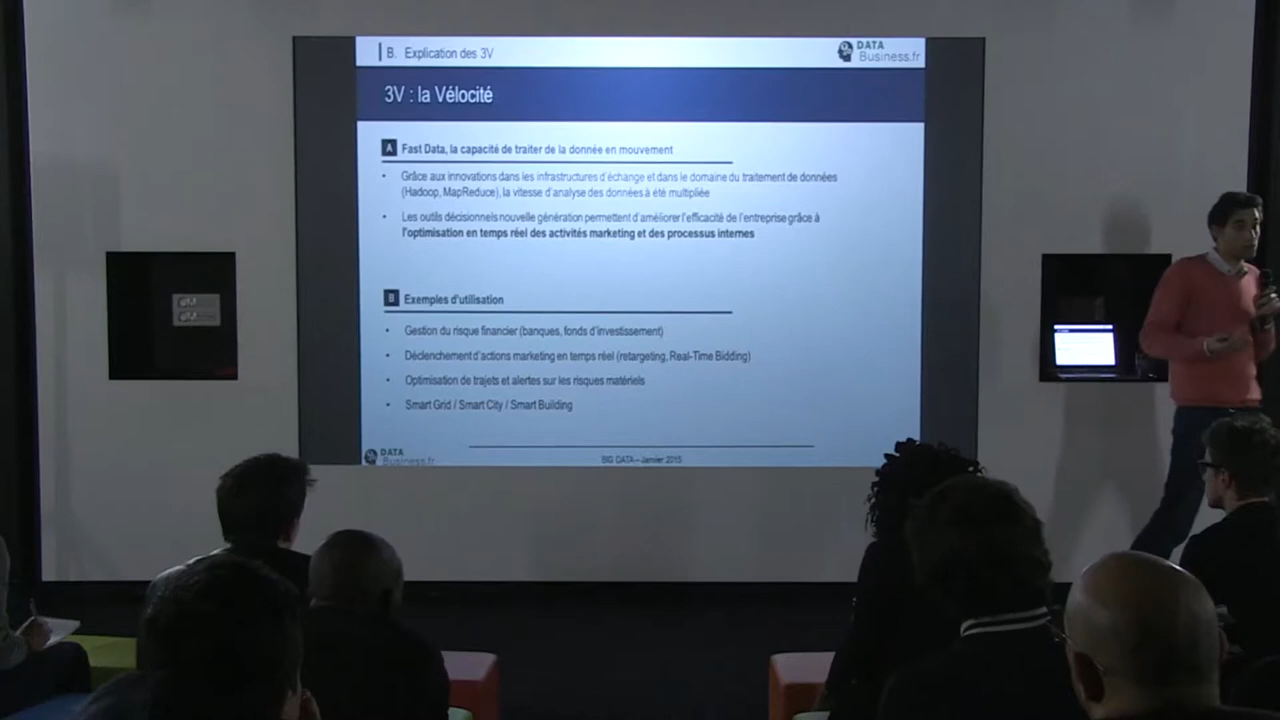 B. Explication des 3V
DATA
Business.fr
3V : la Vélocité
A Fast Data, la capacité de traiter de la donnée en mouvement
• Grâce aux innovations dans les infrastructures d'échange et dans le domaine du traitement de données
(Hadoop, MapReduce), la vitesse d'analyse des données à été multipliée
• Les outils décisionnels nouvelle génération permettent d'améliorer l'efficacité de l'entreprise grâce à
l'optimisation en temps réel des activités marketing et des processus internes
B Exemples d'utilisation
• Gestion du risque financier (banques, fonds d'investissement)
• Déclenchement d'actions marketing en temps réel (retargeting, Real-Time Bidding)
• Optimisation de trajets et alertes sur les risques matériels
• Smart Grid / Smart City / Smart Building
DATA
Business.fr
BIG DATA – Janvier 2015